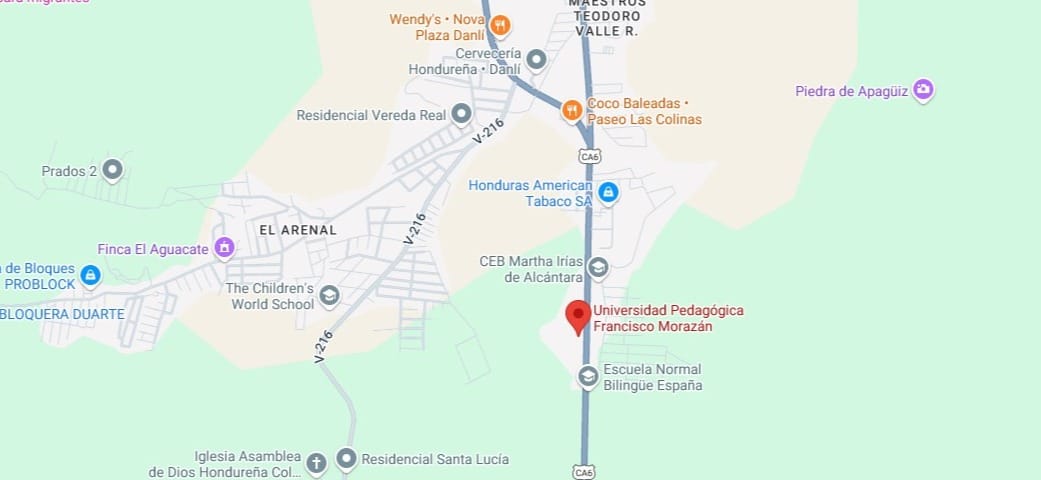 MAESTROS
TEODORO
VALLE R.
Wendy's • Nova
Plaza Danlí
Cervecería
Hondureña • Danlí
Piedra de Apagüiz
Coco Baleadas •
Paseo Las Colinas
Residencial Vereda Real
V-216
CA6
Prados 2
Honduras American
Tabaco SA
V-216
EL ARENAL
Finca El Aguacate
CEB Martha Irías
de Alcántara
de Bloques
PROBLOCK
The Children's
World School
BLOQUERA DUARTE
Universidad Pedagógica
Francisco Morazán
V-216
Escuela Normal
Bilingüe España
Iglesia Asamblea
de Dios Hondureña Col...
Residencial Santa Lucía
CA6